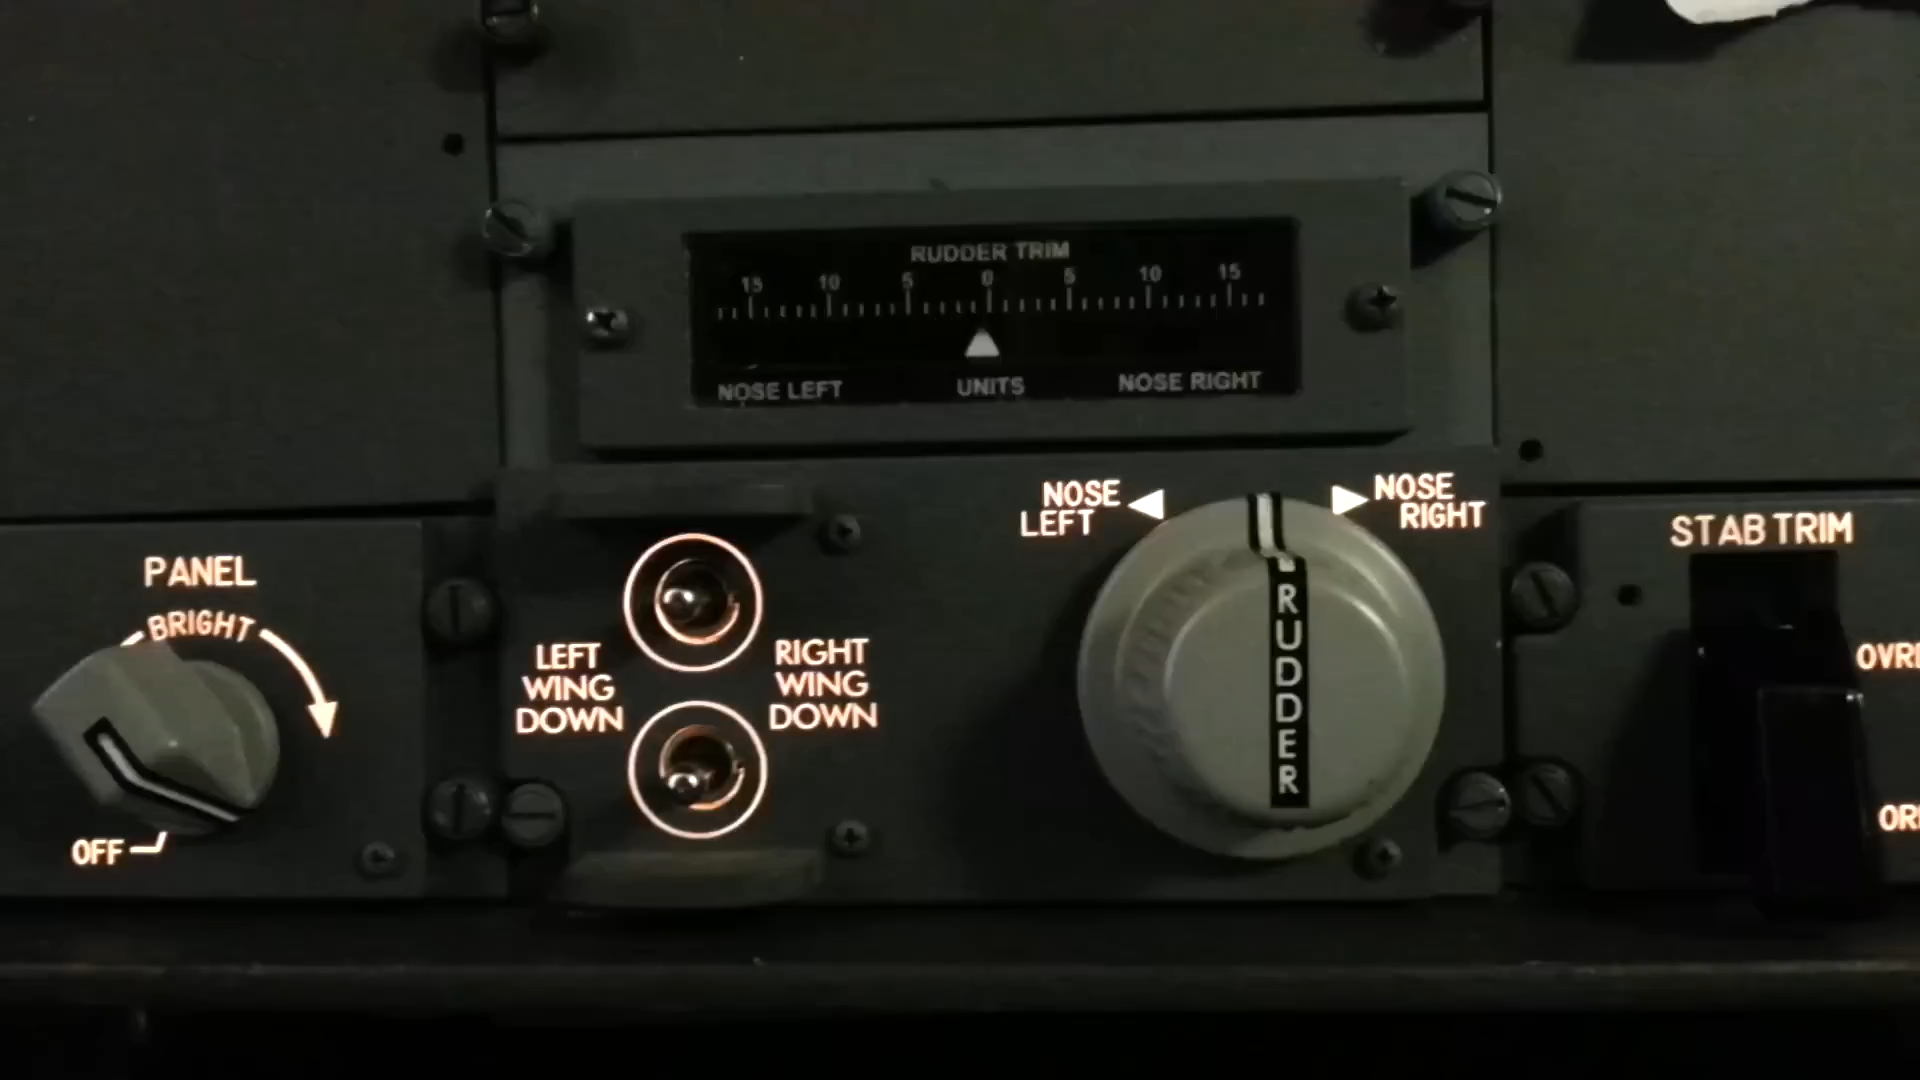 RUDDER TRIM
15 10 5 0 5 10 15
NOSE LEFT UNITS NOSE RIGHT
NOSE
LEFT
NOSE
RIGHT
RUDDER
PANEL
BRIGHT
OFF
LEFT
WING
DOWN
RIGHT
WING
DOWN
STAB TRIM